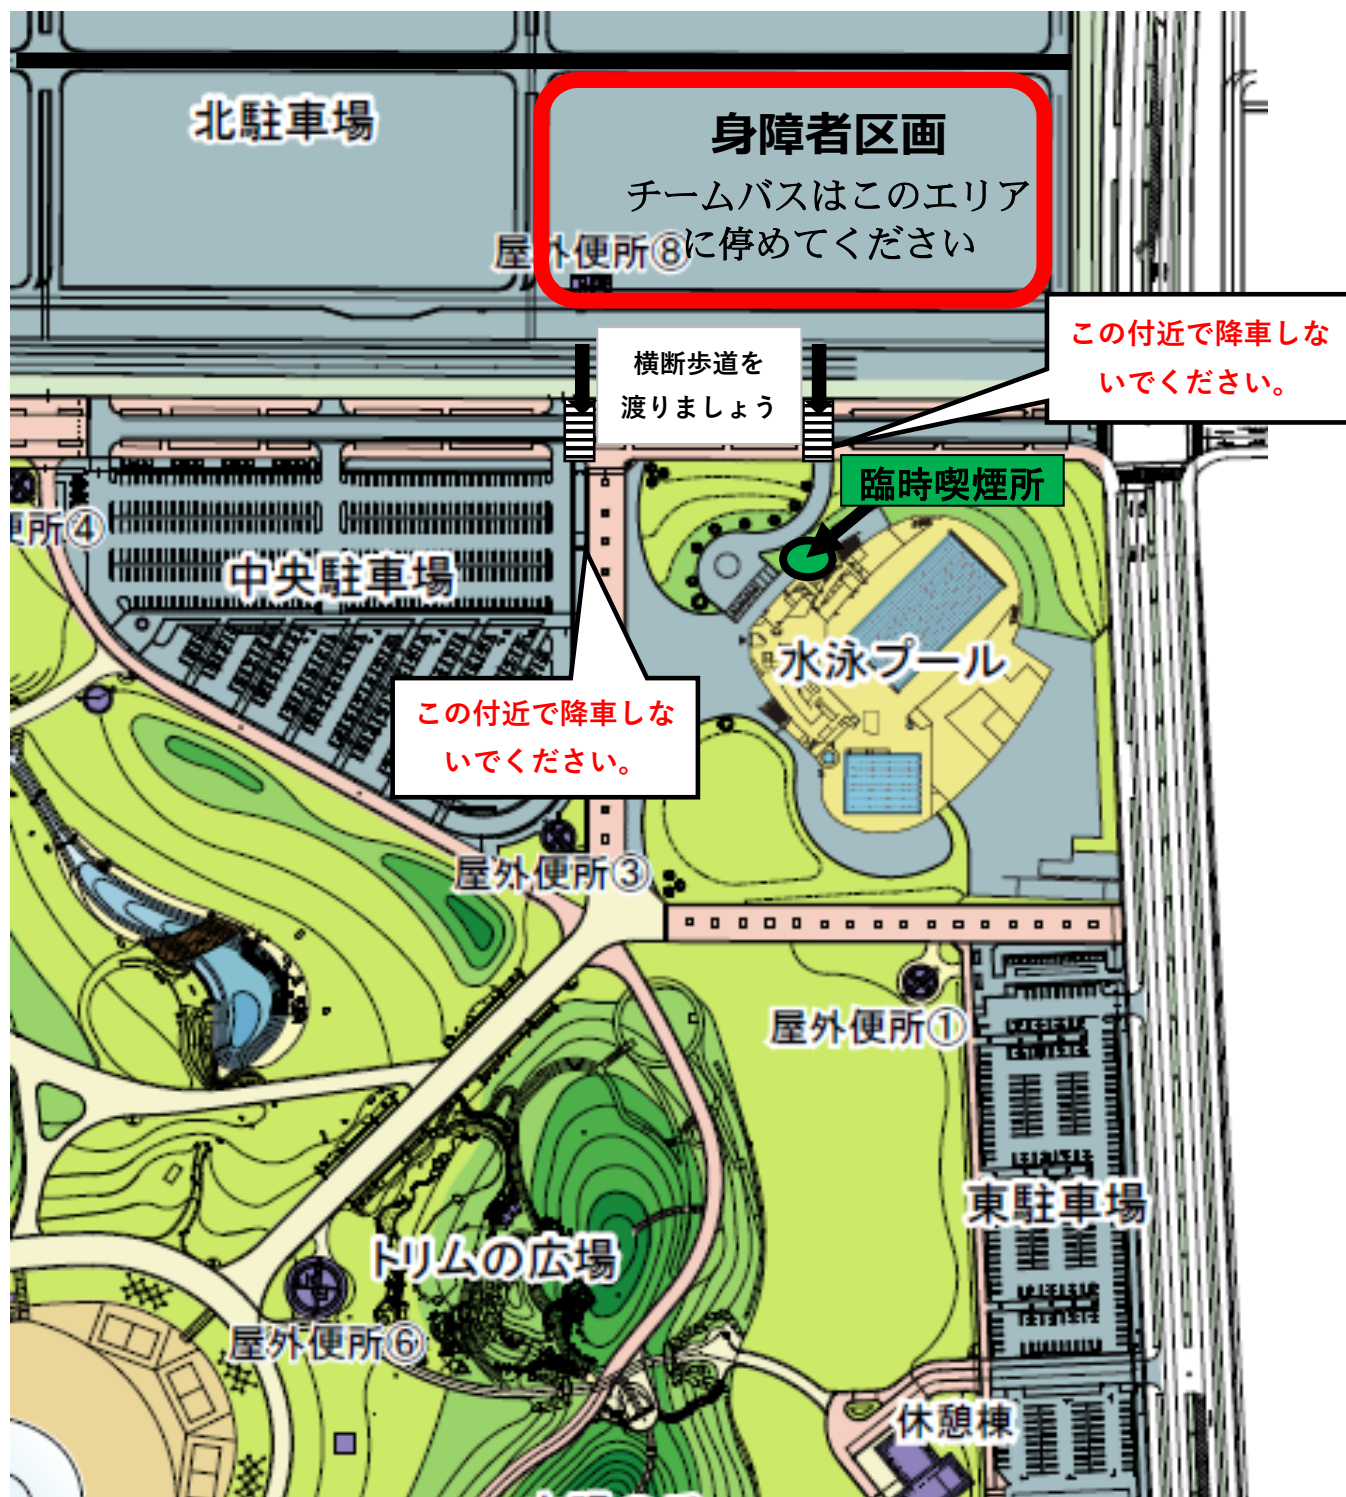 北駐車場
身障者区画
チームバスはこのエリア
に停めてください
屋外便所⑧
この付近で降車しな
いでください。
横断歩道を
渡りましょう
臨時喫煙所
便所④
中央駐車場
水泳プール
この付近で降車しな
いでください。
屋外便所③
屋外便所①
東駐車場
トリムの広場
屋外便所⑥
休憩棟